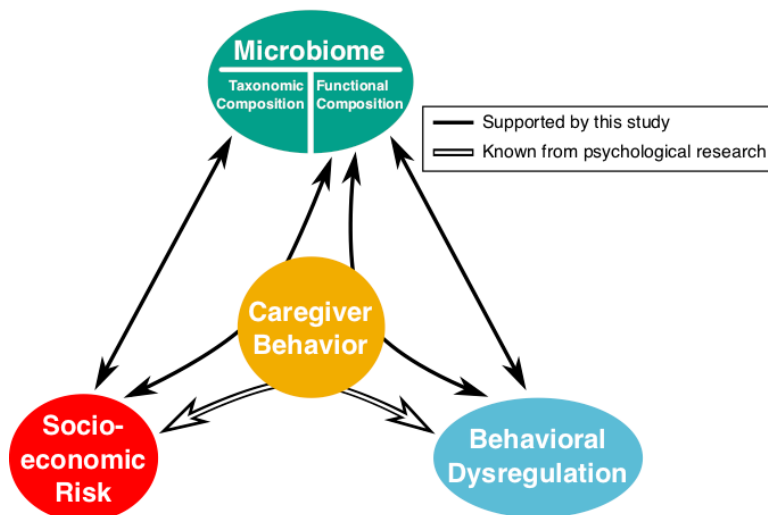 Microbiome
Taxonomic
Composition
Functional
Composition
Supported by this study
Known from psychological research
Caregiver
Behavior
Socio-
economic
Risk
Behavioral
Dysregulation